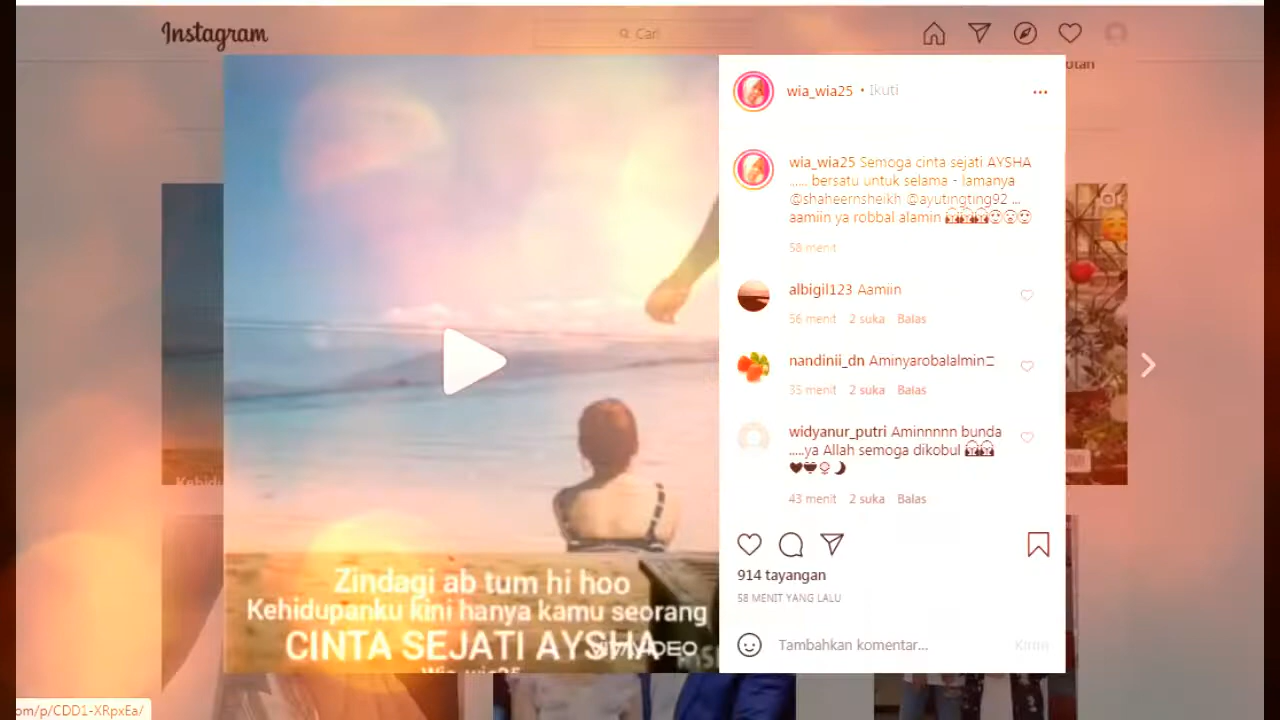 Instagram
Cari
wia_wia25 • Ikuti
wia_wia25 Semoga cinta sejati AYSHA
..... bersatu untuk selama - lamanya
@shaheernsheikh @ayutingting92 ...
aamiin ya robbal alamin
58 menit
albigil123 Aamiin
56 menit 2 suka Balas
nandinii_dn Aminyarobalalmin
35 menit 2 suka Balas
widyanur_putri Aminnnnn bunda
.....ya Allah semoga dikobul
43 menit 2 suka Balas
914 tayangan
58 MENIT YANG LALU
Tambahkan komentar...
Kirim
Zindagi ab tum hi hoo
Kehidupanku kini hanya kamu seorang
CINTA SEJATI AYSHA
Wia_wia25
Kehidu
om/p/CDD1-XRpxEa/